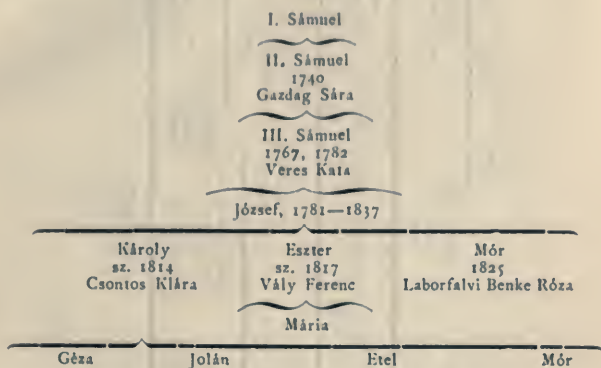 I. Sámuel
II. Sámuel
1740
Gazdag Sára
III. Sámuel
1767, 1782
Veres Kata
József, 1781—1837
Károly Eszter Mór
sz. 1814 sz. 1817 1825
Csontos Klára Vály Ferenc Laborfalvi Benke Róza
Mária
Géza Jolán Etel Mór